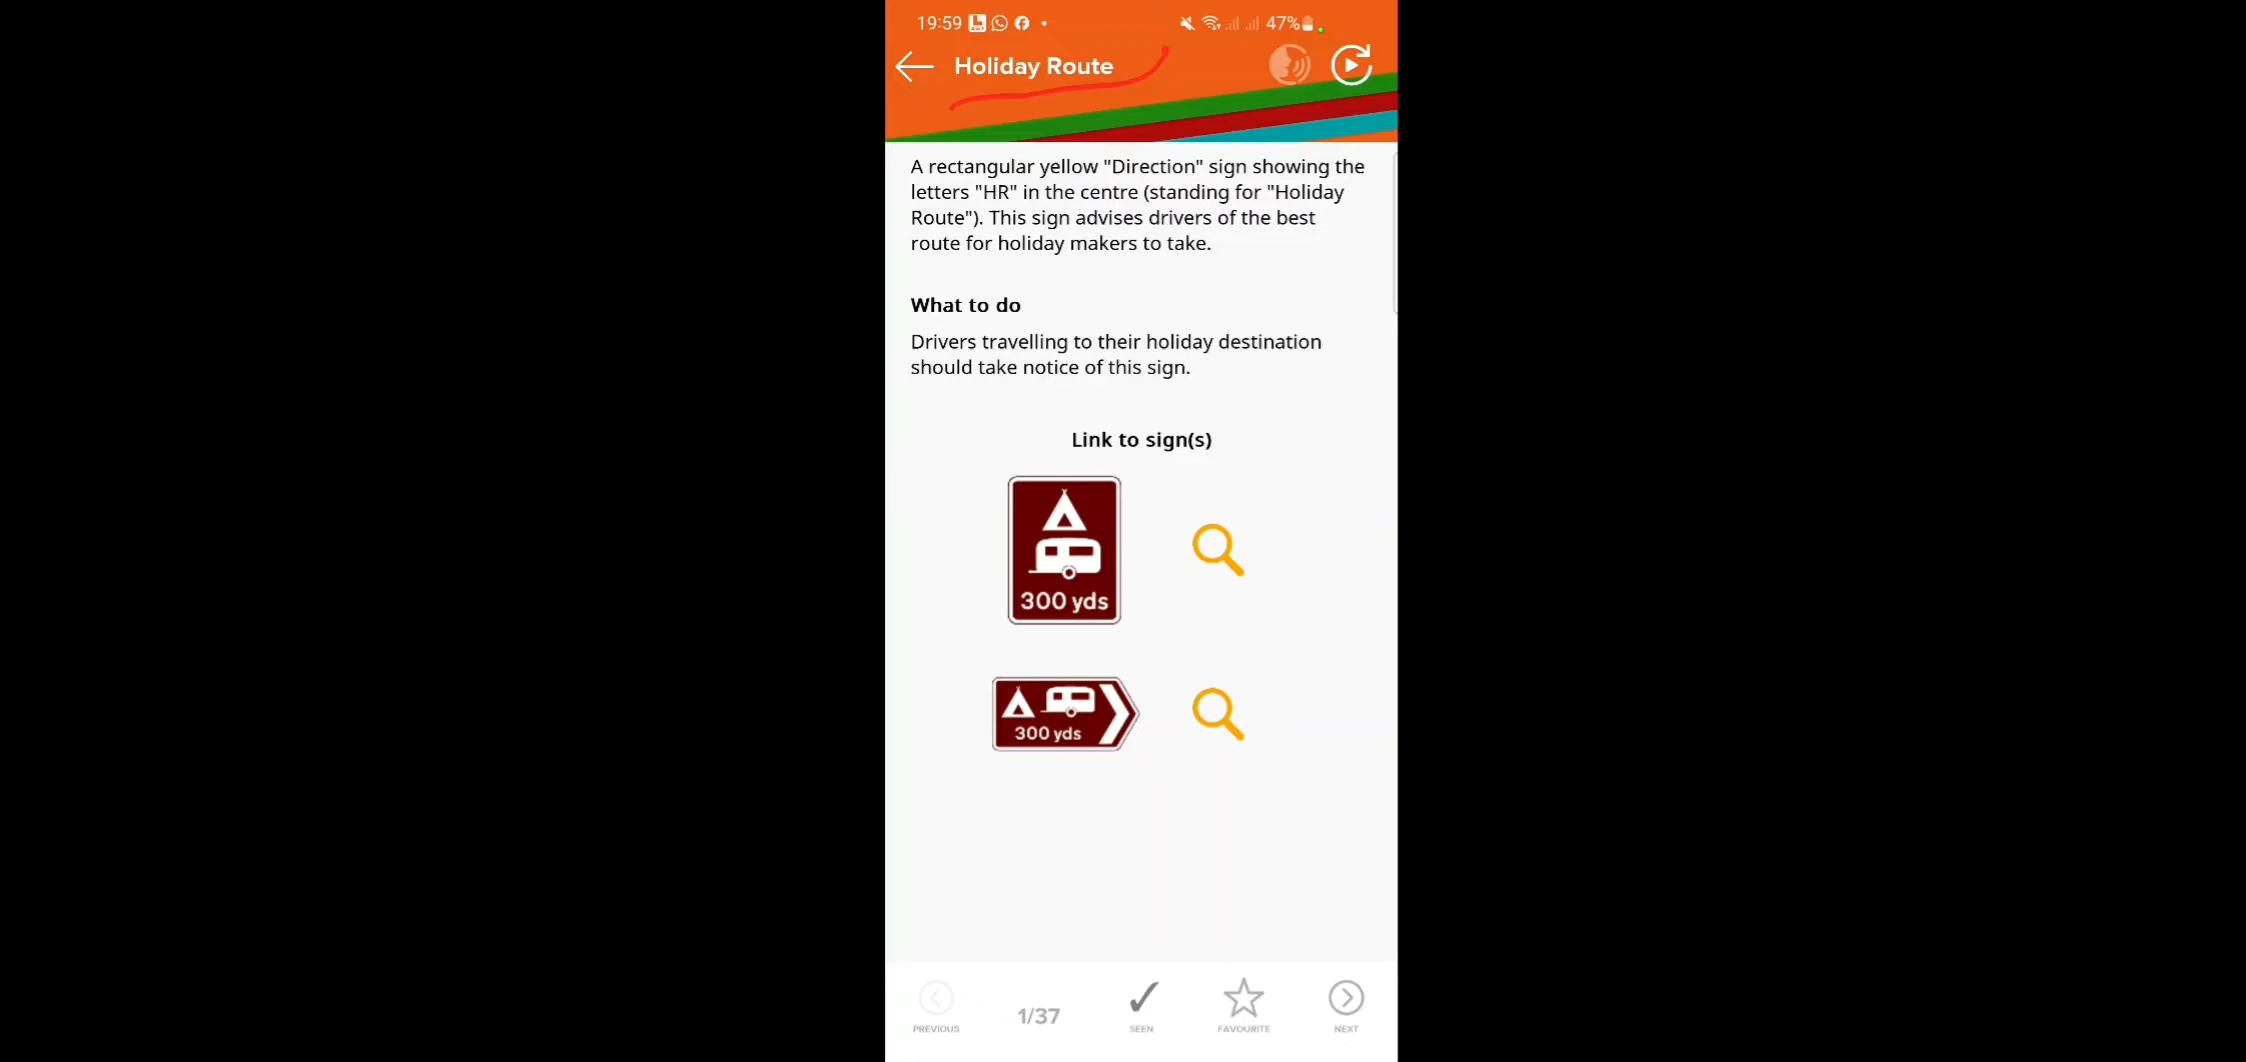 19:59 47%
Holiday Route
A rectangular yellow "Direction" sign showing the
letters "HR" in the centre (standing for "Holiday
Route"). This sign advises drivers of the best
route for holiday makers to take.
What to do
Drivers travelling to their holiday destination
should take notice of this sign.
Link to sign(s)
300 yds
300 yds
1/37
PREVIOUS SEEN FAVOURITE NEXT